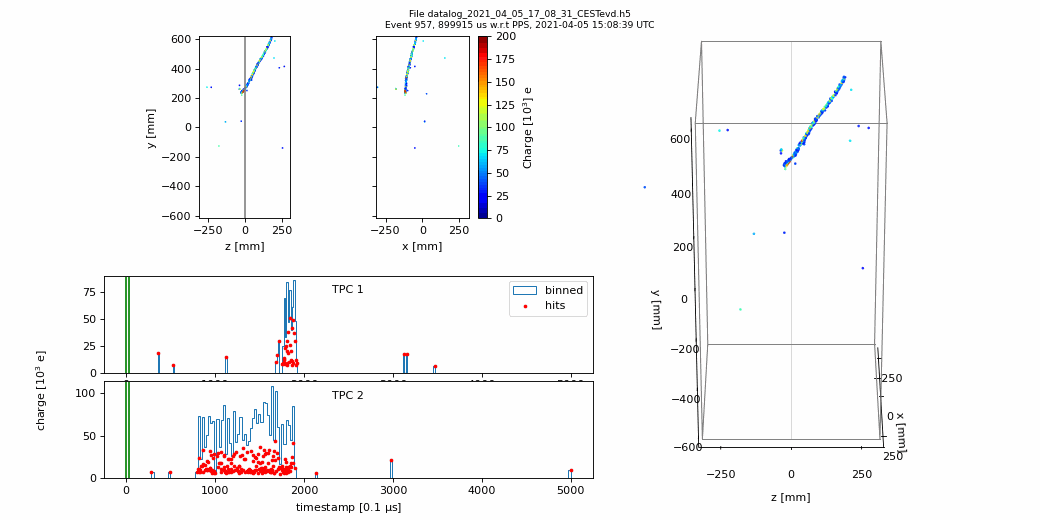 File datalog_2021_04_05_17_08_31_CESTevd.h5
Event 957, 899915 us w.r.t PPS, 2021-04-05 15:08:39 UTC
600
400
200
0
−200
−400
−600
y [mm]
−250 0 250
z [mm]
−250 0 250
x [mm]
200
175
150
125
100
75
50
25
0
Charge [10³] e
TPC 1
binned
hits
75
50
25
0
0 1000 2000 3000 4000 5000
TPC 2
100
50
0
charge [10³ e]
0 1000 2000 3000 4000 5000
timestamp [0.1 μs]
600
400
200
0
−200
−400
−600
y [mm]
−250 0 250
z [mm]
−250
0
250
x [mm]